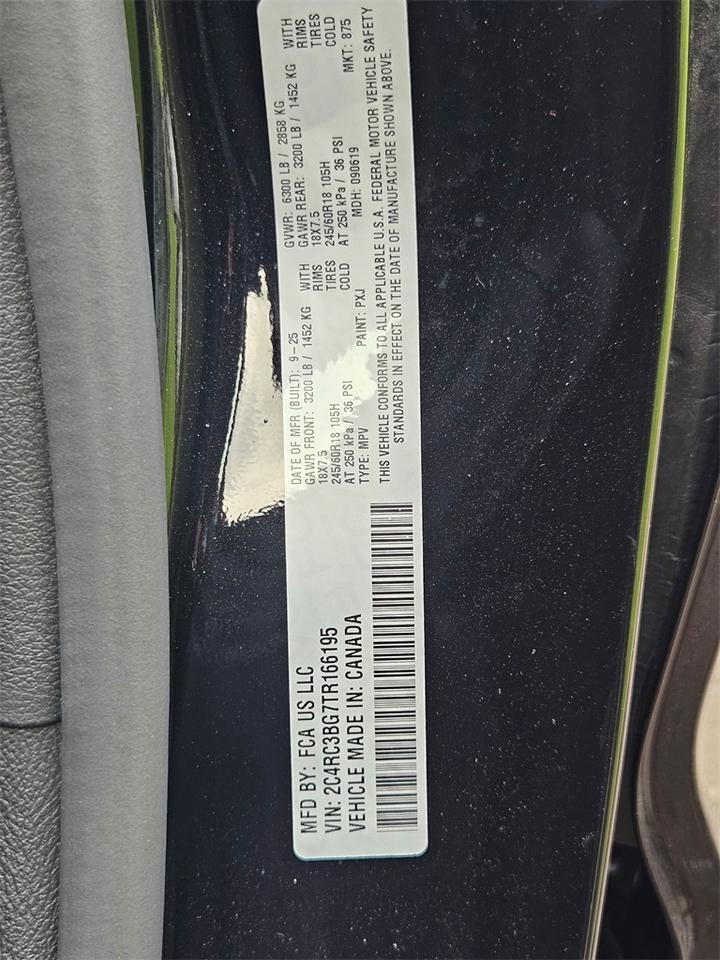 MFD BY: FCA US LLC
VIN: 2C4RC3BG7TR166195
VEHICLE MADE IN: CANADA
DATE OF MFR (BUILT): 9-25 GVWR: 6300 LB / 2858 KG
GAWR FRONT: 3200 LB / 1452 KG WITH GAWR REAR: 3200 LB / 1452 KG WITH
18X7.5 RIMS 18X7.5 RIMS
245/60R18 105H TIRES 245/60R18 105H TIRES
AT 250 kPa / 36 PSI COLD AT 250 kPa / 36 PSI COLD
TYPE: MPV PAINT: PXJ MDH: 090619 MKT: 875
THIS VEHICLE CONFORMS TO ALL APPLICABLE U.S.A. FEDERAL MOTOR VEHICLE SAFETY
STANDARDS IN EFFECT ON THE DATE OF MANUFACTURE SHOWN ABOVE.